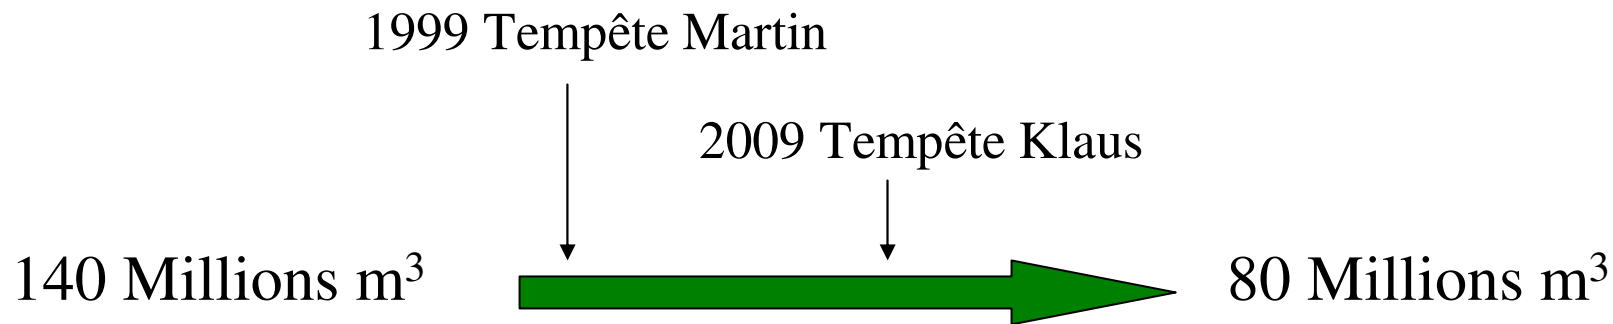 1999 Tempête Martin
2009 Tempête Klaus
140 Millions m³
80 Millions m³